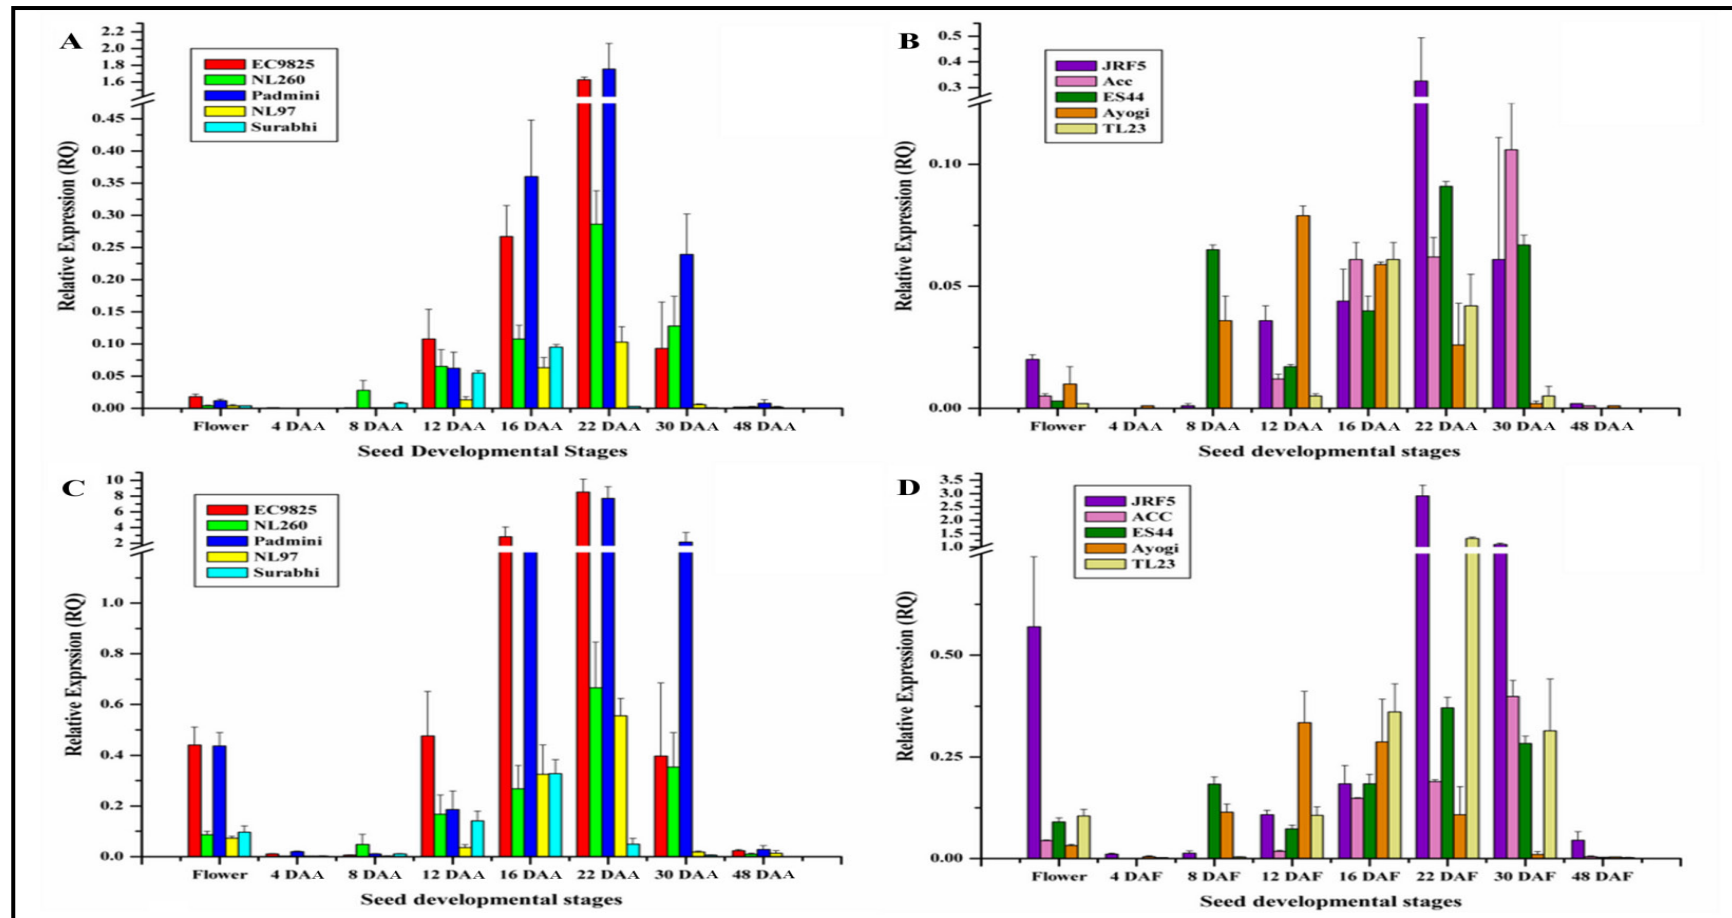 A
Relative Expression (RQ)
2.2
2.0
1.8
1.6
0.45
0.40
0.35
0.30
0.25
0.20
0.15
0.10
0.05
0.00
EC9825
NL260
Padmini
NL97
Surabhi
Flower 4 DAA 8 DAA 12 DAA 16 DAA 22 DAA 30 DAA 48 DAA
Seed Developmental Stages
B
Relative Expression (RQ)
0.5
0.4
0.3
0.10
0.05
0.00
JRF5
Acc
ES44
Ayogi
TL23
Flower 4 DAA 8 DAA 12 DAA 16 DAA 22 DAA 30 DAA 48 DAA
Seed developmental stages
C
Relative Exprssion (RQ)
10
8
6
4
2
1.0
0.8
0.6
0.4
0.2
0.0
EC9825
NL260
Padmini
NL97
Surabhi
Flower 4 DAA 8 DAA 12 DAA 16 DAA 22 DAA 30 DAA 48 DAA
Seed developmental stages
D
Relative Expression (RQ)
3.5
3.0
2.5
2.0
1.5
1.0
0.50
0.25
0.00
JRF5
ACC
ES44
Ayogi
TL23
Flower 4 DAF 8 DAF 12 DAF 16 DAF 22 DAF 30 DAF 48 DAF
Seed developmental stages